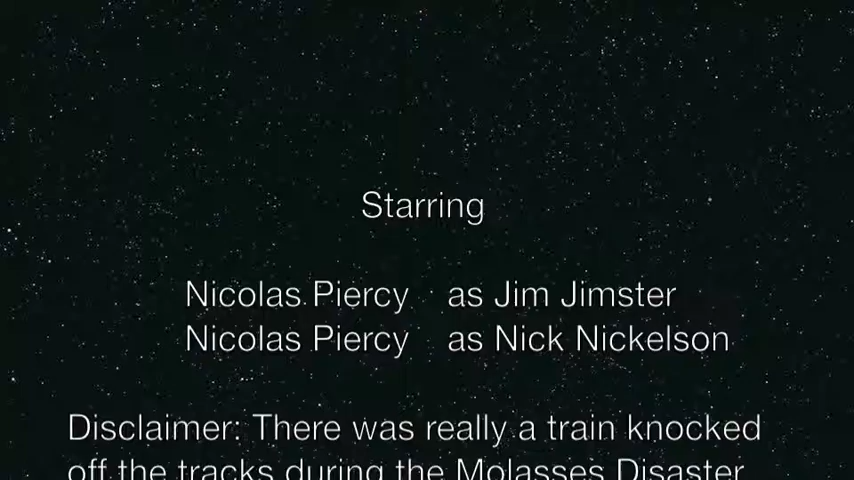 Starring
Nicolas Piercy as Jim Jimster
Nicolas Piercy as Nick Nickelson
Disclaimer: There was really a train knocked
off the tracks during the Molasses Disaster